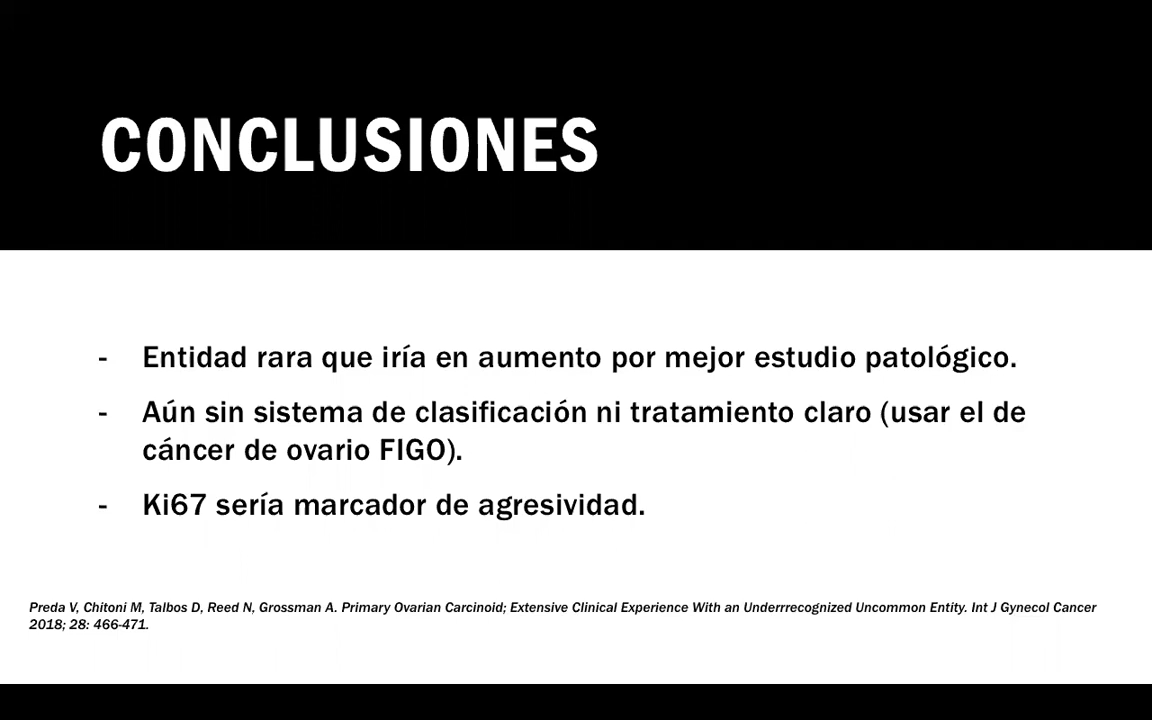 CONCLUSIONES
- Entidad rara que iría en aumento por mejor estudio patológico.
- Aún sin sistema de clasificación ni tratamiento claro (usar el de
cáncer de ovario FIGO).
- Ki67 sería marcador de agresividad.
Preda V, Chitoni M, Talbos D, Reed N, Grossman A. Primary Ovarian Carcinoid; Extensive Clinical Experience With an Underrrecognized Uncommon Entity. Int J Gynecol Cancer
2018; 28: 466-471.